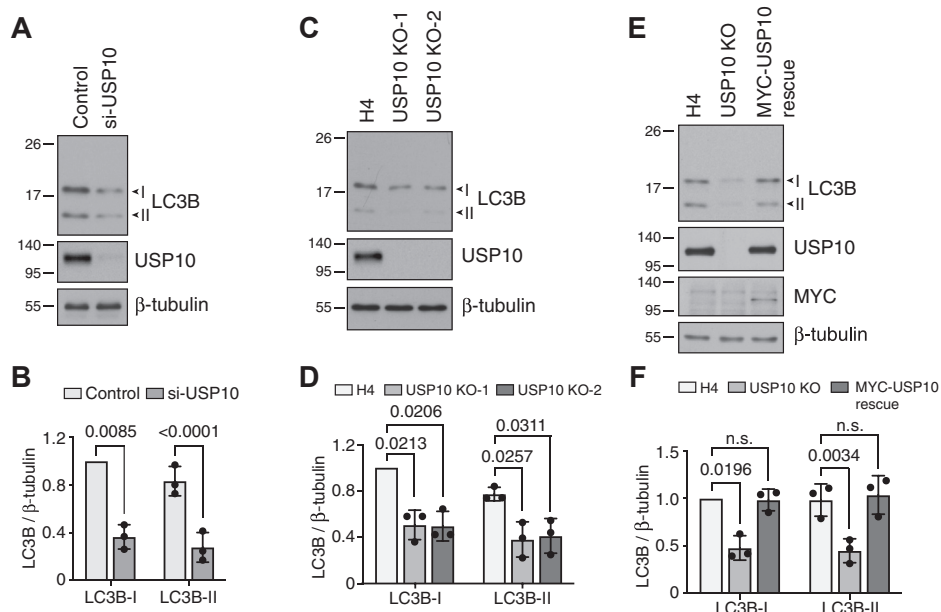 A
Control
si-USP10
26
17
I
II
LC3B
140
95
USP10
55
β-tubulin
C
H4
USP10 KO-1
USP10 KO-2
26
17
I
II
LC3B
140
95
USP10
55
β-tubulin
E
H4
USP10 KO
MYC-USP10
rescue
26
17
I
II
LC3B
140
95
USP10
140
95
MYC
55
β-tubulin
B
Control si-USP10
LC3B / β-tubulin
1.2
0.8
0.4
0
0.0085
<0.0001
LC3B-I LC3B-II
D
H4 USP10 KO-1 USP10 KO-2
LC3B / β-tubulin
1.2
0.8
0.4
0
0.0206
0.0213
0.0311
0.0257
LC3B-I LC3B-II
F
H4 USP10 KO MYC-USP10
rescue
LC3B / β-tubulin
1.5
1.0
0.5
0
n.s.
0.0196
n.s.
0.0034
LC3B-I LC3B-II